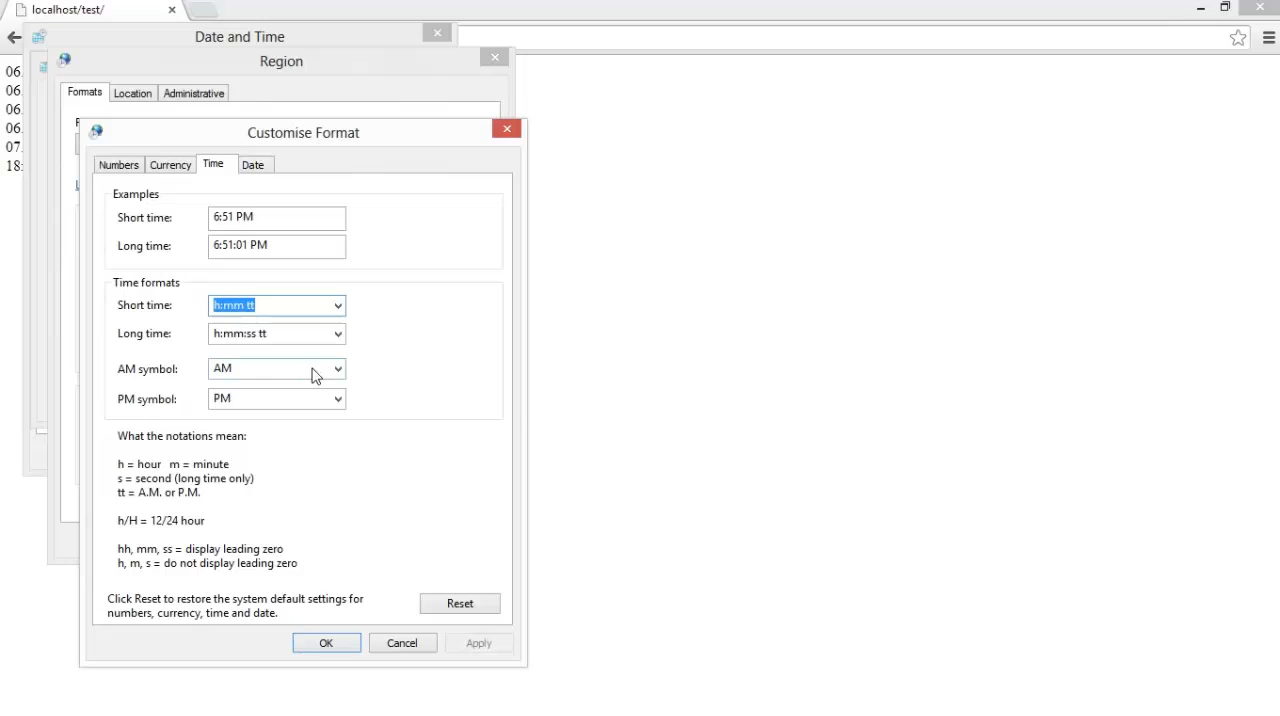 localhost/test/
Date and Time
Region
06.
06.
06.
06.
07.
18:
Formats Location Administrative
Customise Format
Numbers Currency Time Date
Examples
Short time: 6:51 PM
Long time: 6:51:01 PM
Time formats
Short time: h:mm tt
Long time: h:mm:ss tt
AM symbol: AM
PM symbol: PM
What the notations mean:
h = hour m = minute
s = second (long time only)
tt = A.M. or P.M.
h/H = 12/24 hour
hh, mm, ss = display leading zero
h, m, s = do not display leading zero
Click Reset to restore the system default settings for
numbers, currency, time and date.
Reset
OK Cancel Apply